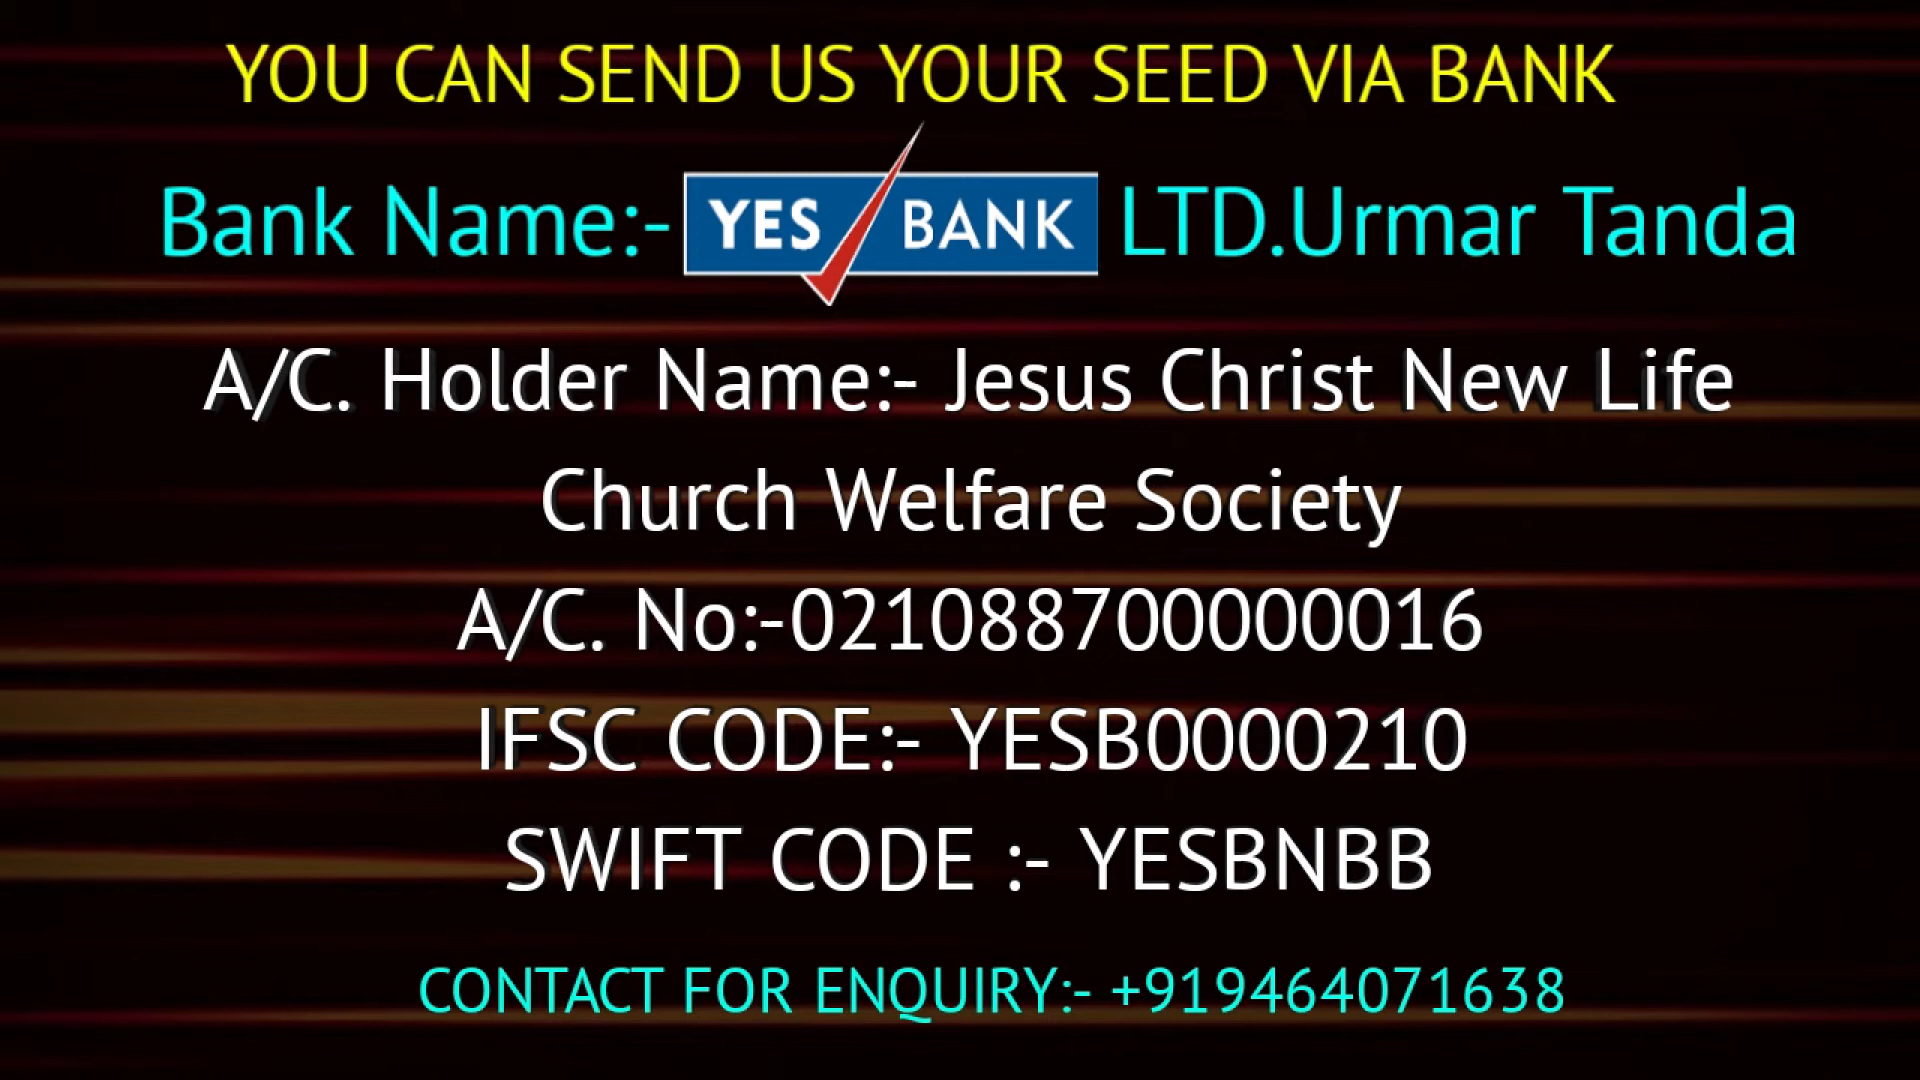 YOU CAN SEND US YOUR SEED VIA BANK
Bank Name:- YES BANK LTD.Urmar Tanda
A/C. Holder Name:- Jesus Christ New Life
Church Welfare Society
A/C. No:-021088700000016
IFSC CODE:- YESB0000210
SWIFT CODE :- YESBNBB
CONTACT FOR ENQUIRY:- +919464071638